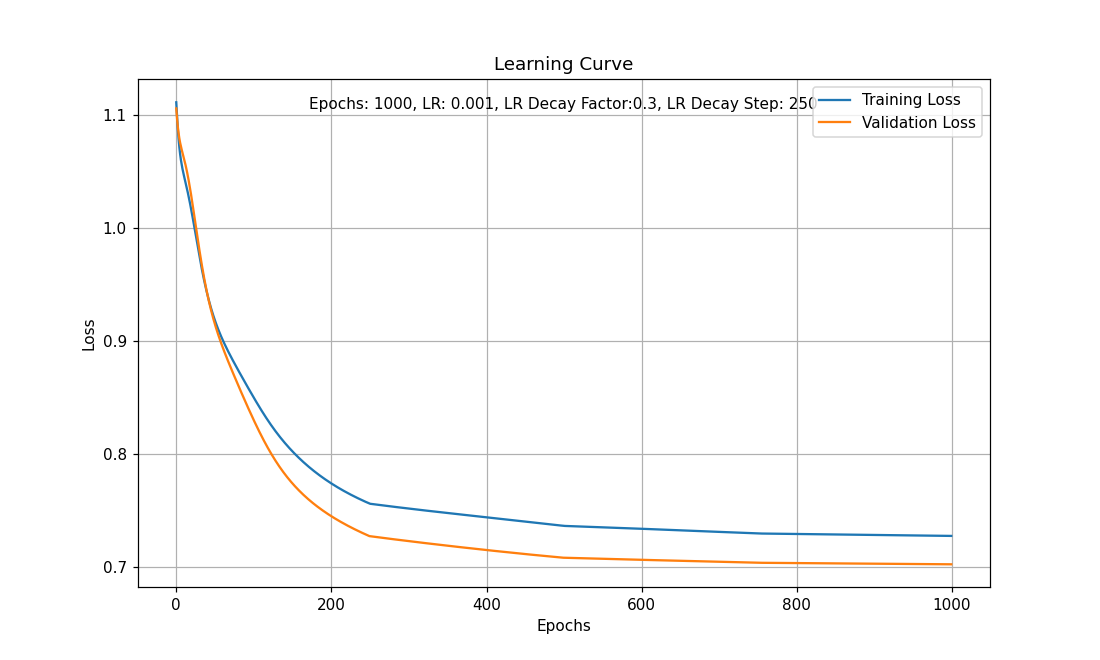 Learning Curve
Epochs: 1000, LR: 0.001, LR Decay Factor:0.3, LR Decay Step: 250
Training Loss
Validation Loss
1.1
1.0
0.9
0.8
0.7
Loss
0 200 400 600 800 1000
Epochs